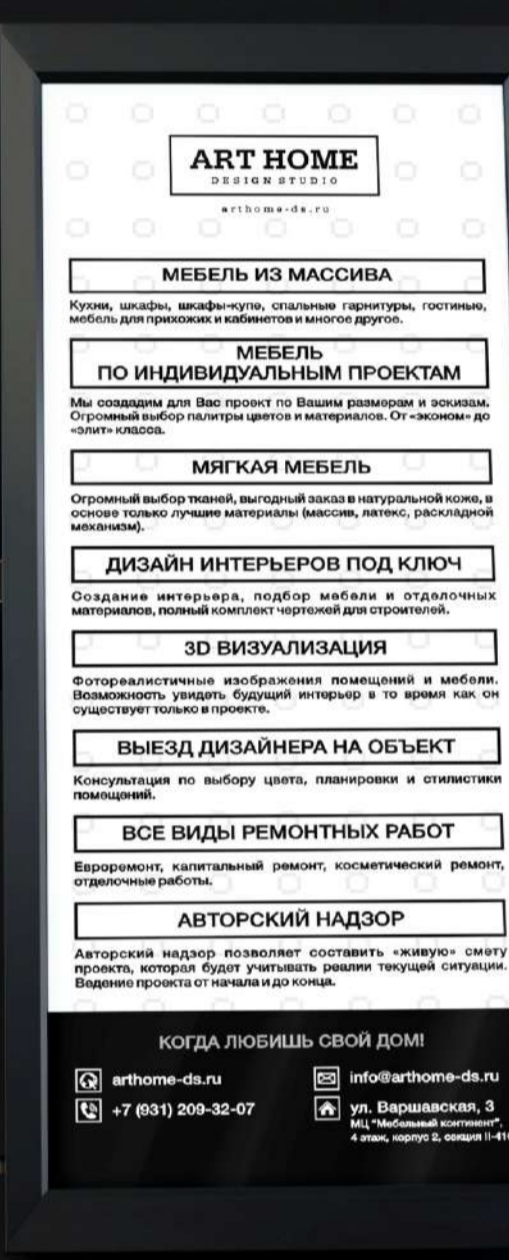 ART HOME
DESIGN STUDIO
arthome-ds.ru
МЕБЕЛЬ ИЗ МАССИВА
Кухни, шкафы, шкафы-купе, спальные гарнитуры, гостиные,
мебель для прихожих и кабинетов и многое другое.
МЕБЕЛЬ
ПО ИНДИВИДУАЛЬНЫМ ПРОЕКТАМ
Мы создадим для Вас проект по Вашим размерам и эскизам.
Огромный выбор палитры цветов и материалов. От «эконом» до
«элит» класса.
МЯГКАЯ МЕБЕЛЬ
Огромный выбор тканей, выгодный заказ в натуральной коже, в
основе только лучшие материалы (массив, латекс, раскладной
механизм).
ДИЗАЙН ИНТЕРЬЕРОВ ПОД КЛЮЧ
Создание интерьера, подбор мебели и отделочных
материалов, полный комплект чертежей для строителей.
3D ВИЗУАЛИЗАЦИЯ
Фотореалистичные изображения помещений и мебели.
Возможность увидеть будущий интерьер в то время как он
существует только в проекте.
ВЫЕЗД ДИЗАЙНЕРА НА ОБЪЕКТ
Консультация по выбору цвета, планировки и стилистики
помещений.
ВСЕ ВИДЫ РЕМОНТНЫХ РАБОТ
Евроремонт, капитальный ремонт, косметический ремонт,
отделочные работы.
АВТОРСКИЙ НАДЗОР
Авторский надзор позволяет составить «живую» смету
проекта, которая будет учитывать реалии текущей ситуации.
Ведение проекта от начала и до конца.
КОГДА ЛЮБИШЬ СВОЙ ДОМ!
arthome-ds.ru
+7 (931) 209-32-07
info@arthome-ds.ru
ул. Варшавская, 3
МЦ "Мебельный континент",
4 этаж, корпус 2, секция